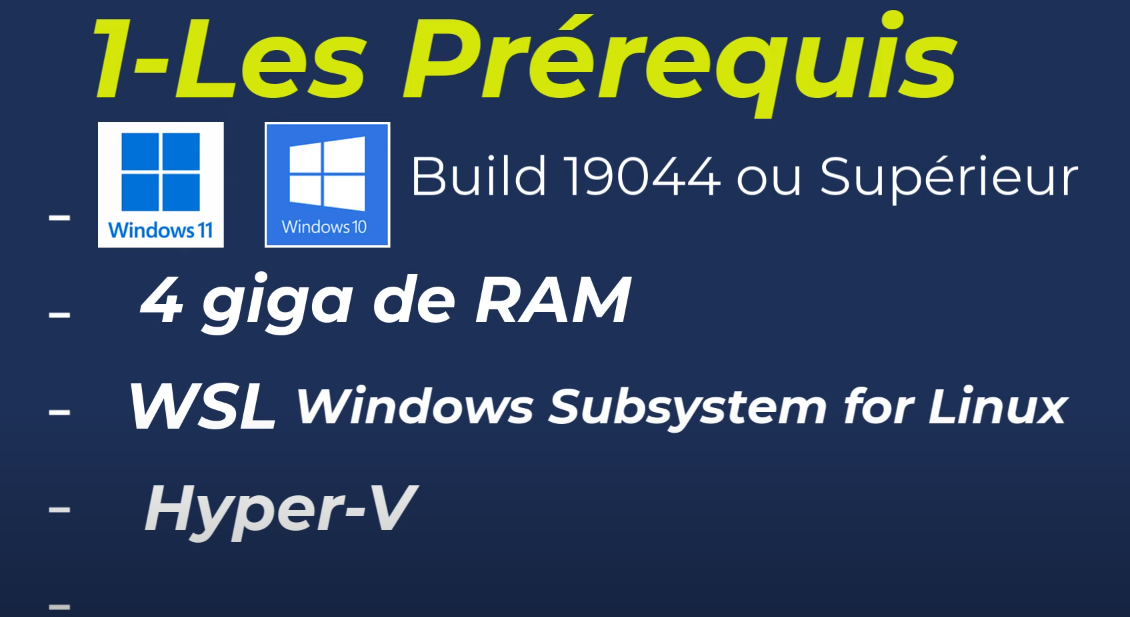 1-Les Prérequis
- Windows 11 Windows 10 Build 19044 ou Supérieur
- 4 giga de RAM
- WSL Windows Subsystem for Linux
- Hyper-V
-